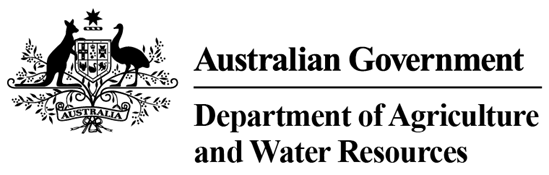 AUSTRALIA
Australian Government
Department of Agriculture
and Water Resources